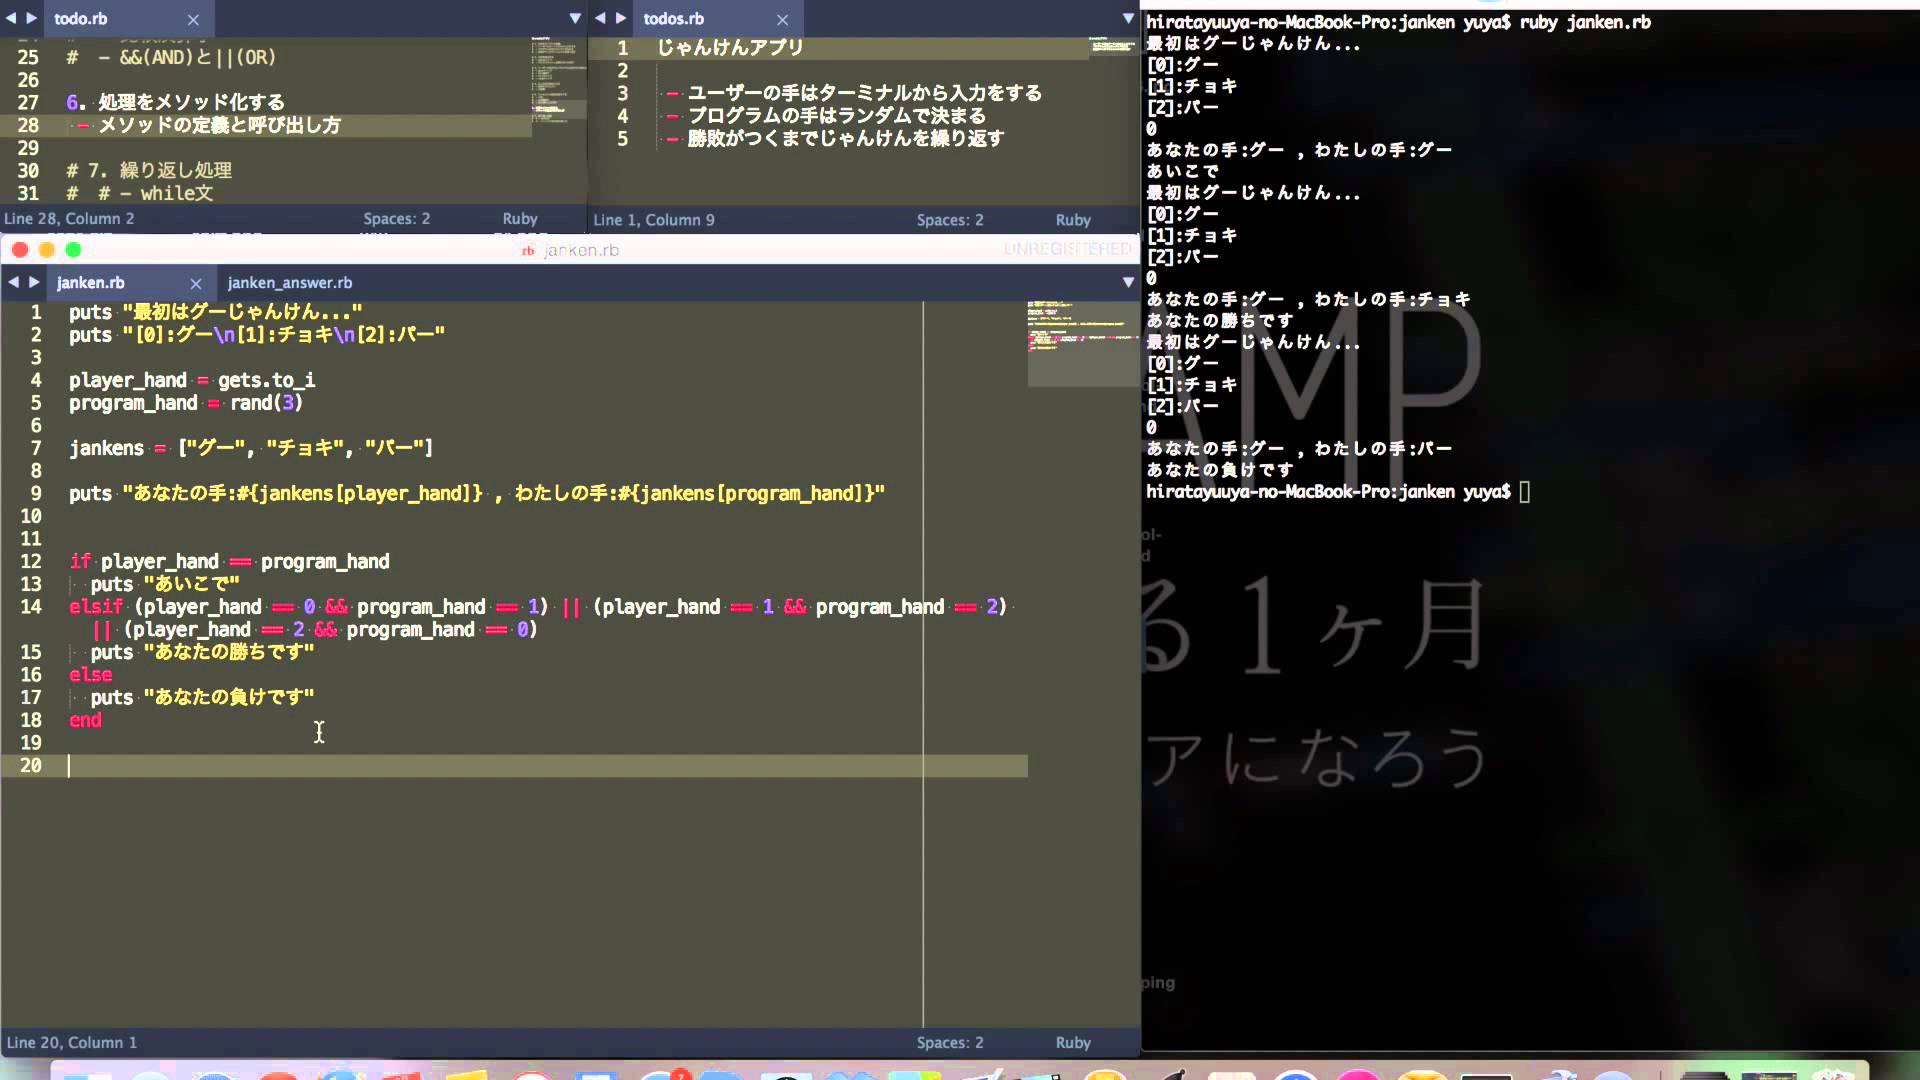 todo.rb
25 #  - &&(AND)と||(OR)
26
27 6. 処理をメソッド化する
28  - メソッドの定義と呼び出し方
29
30 # 7. 繰り返し処理
31 #  # - while文
Line 28, Column 2 Spaces: 2 Ruby
todos.rb
1 じゃんけんアプリ
2
3 - ユーザーの手はターミナルから入力をする
4 - プログラムの手はランダムで決まる
5 - 勝敗がつくまでじゃんけんを繰り返す
Line 1, Column 9 Spaces: 2 Ruby
rb janken.rb UNREGISTERED
janken.rb janken_answer.rb
1 puts "最初はグーじゃんけん..."
2 puts "[0]:グー\n[1]:チョキ\n[2]:パー"
3
4 player_hand = gets.to_i
5 program_hand = rand(3)
6
7 jankens = ["グー", "チョキ", "パー"]
8
9 puts "あなたの手:#{jankens[player_hand]} , わたしの手:#{jankens[program_hand]}"
10
11
12 if player_hand == program_hand
13   puts "あいこで"
14 elsif (player_hand == 0 && program_hand == 1) || (player_hand == 1 && program_hand == 2)
|| (player_hand == 2 && program_hand == 0)
15   puts "あなたの勝ちです"
16 else
17   puts "あなたの負けです"
18 end
19
20
Line 20, Column 1 Spaces: 2 Ruby
hiratayuuya-no-MacBook-Pro:janken yuya$ ruby janken.rb
最初はグーじゃんけん...
[0]:グー
[1]:チョキ
[2]:パー
0
あなたの手:グー , わたしの手:グー
あいこで
最初はグーじゃんけん...
[0]:グー
[1]:チョキ
[2]:パー
0
あなたの手:グー , わたしの手:チョキ
あなたの勝ちです
最初はグーじゃんけん...
[0]:グー
[1]:チョキ
[2]:パー
0
あなたの手:グー , わたしの手:パー
あなたの負けです
hiratayuuya-no-MacBook-Pro:janken yuya$
AMP
る1ヶ月
アになろう
ping